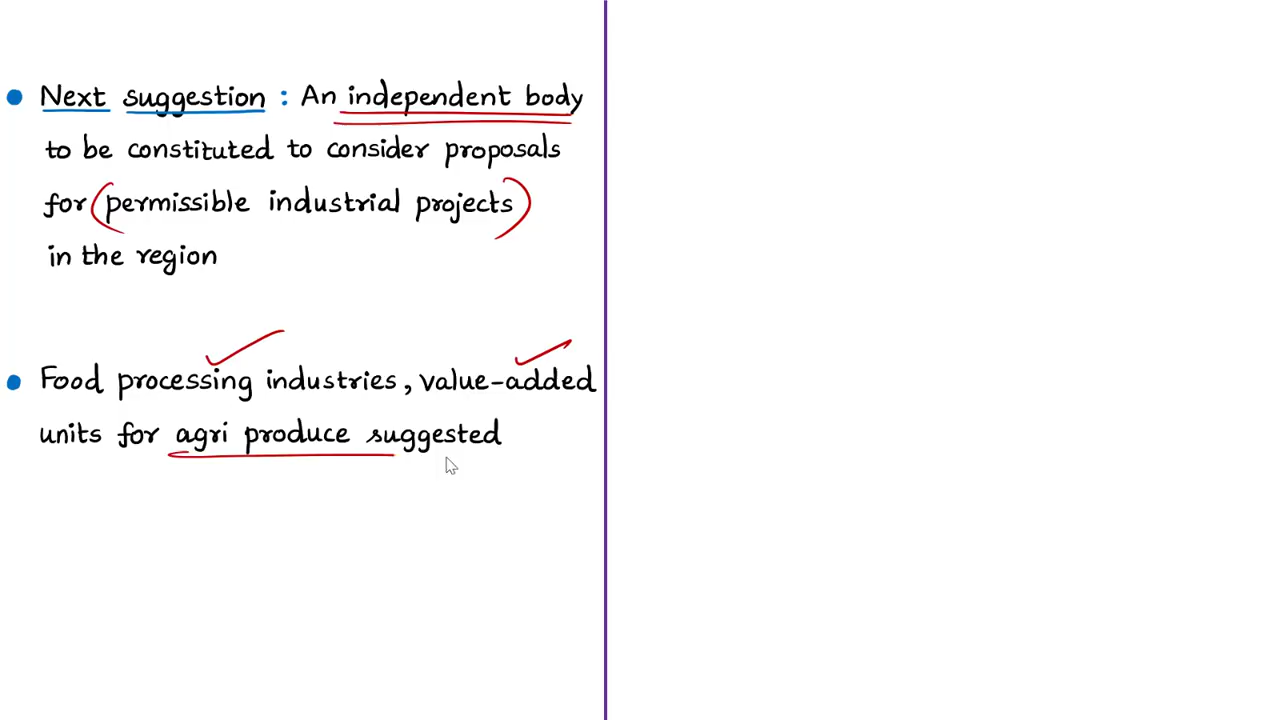 Next suggestion : An independent body
to be constituted to consider proposals
for (permissible industrial projects)
in the region
Food processing industries, value-added
units for agri produce suggested